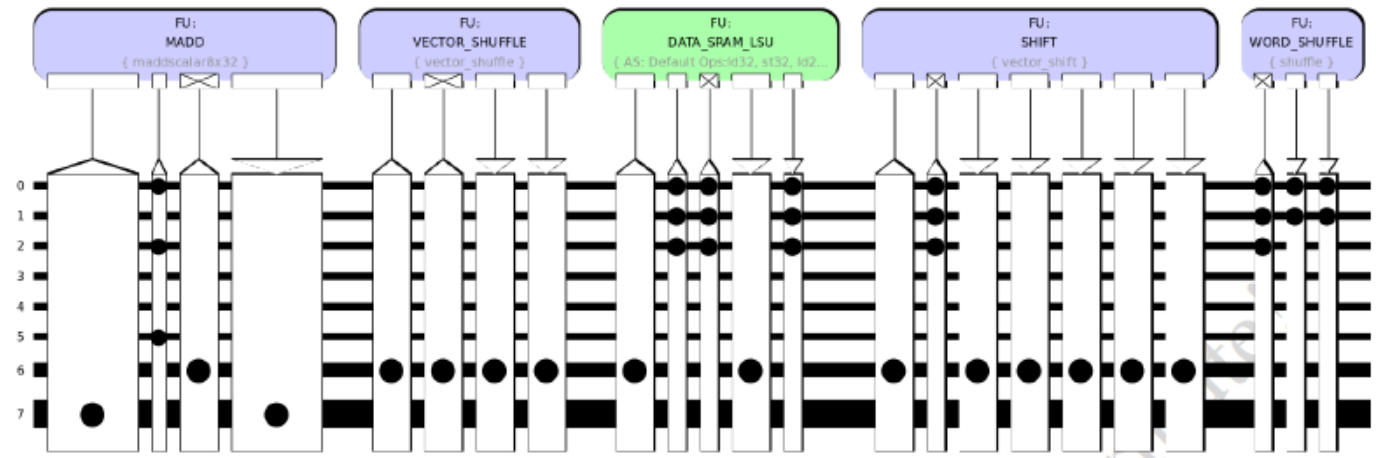 FU:
MADD
{ maddscalar8x32 }
FU:
VECTOR_SHUFFLE
{ vector_shuffle }
FU:
DATA_SRAM_LSU
{ AS: Default Ops:ld32, st32, ld2...
FU:
SHIFT
{ vector_shift }
FU:
WORD_SHUFFLE
{ shuffle }
0
1
2
3
4
5
6
7